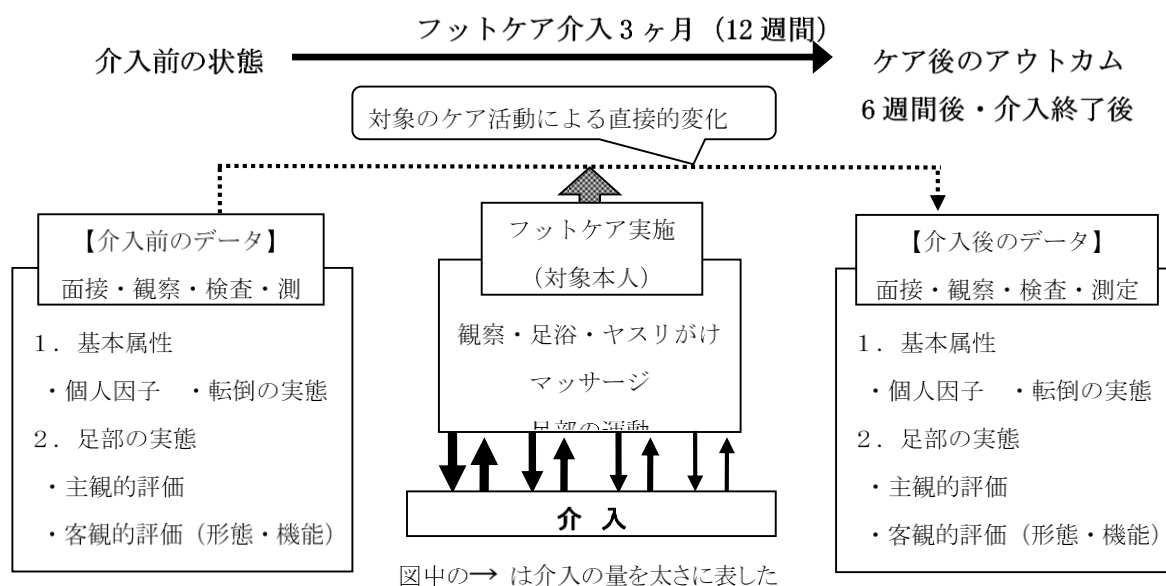 フットケア介入3ヶ月（12週間）
介入前の状態
ケア後のアウトカム
6週間後・介入終了後
対象のケア活動による直接的変化
【介入前のデータ】
面接・観察・検査・測
1．基本属性
・個人因子　・転倒の実態
2．足部の実態
・主観的評価
・客観的評価（形態・機能）
フットケア実施
（対象本人）
観察・足浴・ヤスリがけ
マッサージ
足部の運動
介 入
図中の→ は介入の量を太さに表した
【介入後のデータ】
面接・観察・検査・測定
1．基本属性
・個人因子　・転倒の実態
2．足部の実態
・主観的評価
・客観的評価（形態・機能）